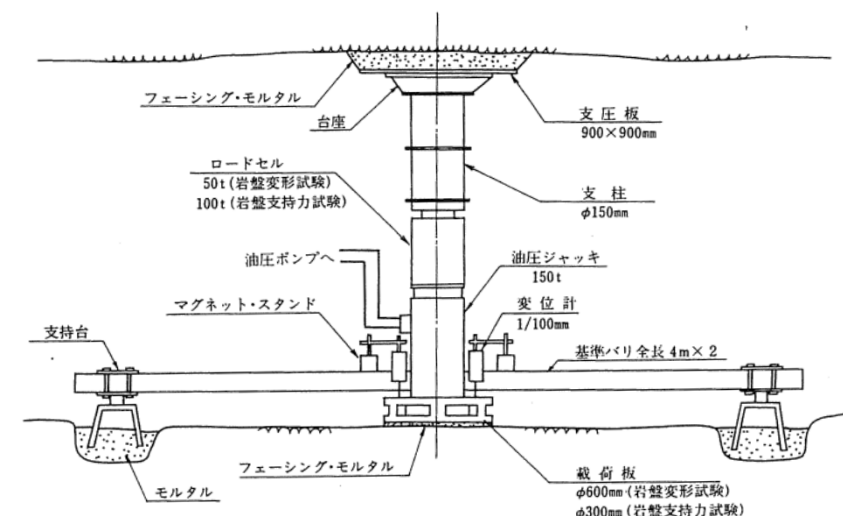 フェーシング・モルタル
台座
支圧板
900×900mm
ロードセル
50t(岩盤変形試験)
100t(岩盤支持力試験)
支柱
φ150mm
油圧ポンプへ
油圧ジャッキ
150t
マグネット・スタンド
変位計
1/100mm
支持台
基準バリ全長4m×2
フェーシング・モルタル
モルタル
載荷板
φ600mm(岩盤変形試験)
φ300mm(岩盤支持力試験)